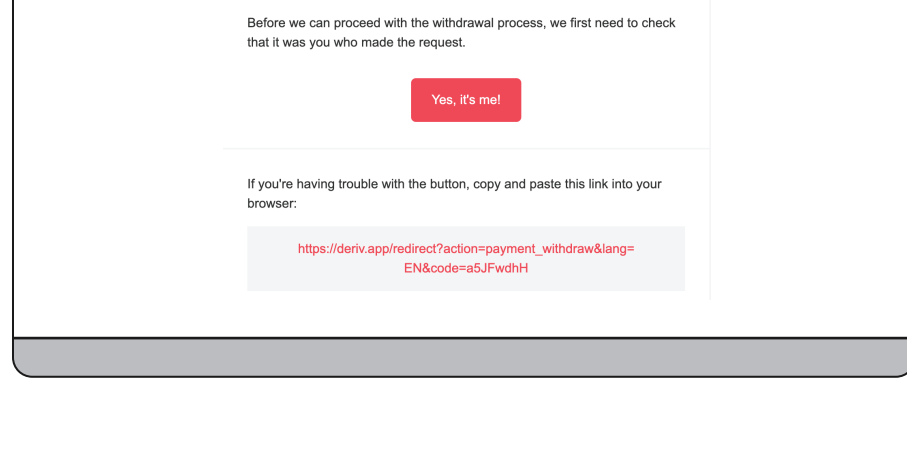 Before we can proceed with the withdrawal process, we first need to check
that it was you who made the request.
Yes, it's me!
If you're having trouble with the button, copy and paste this link into your
browser:
https://deriv.app/redirect?action=payment_withdraw&lang=
EN&code=a5JFwdhH